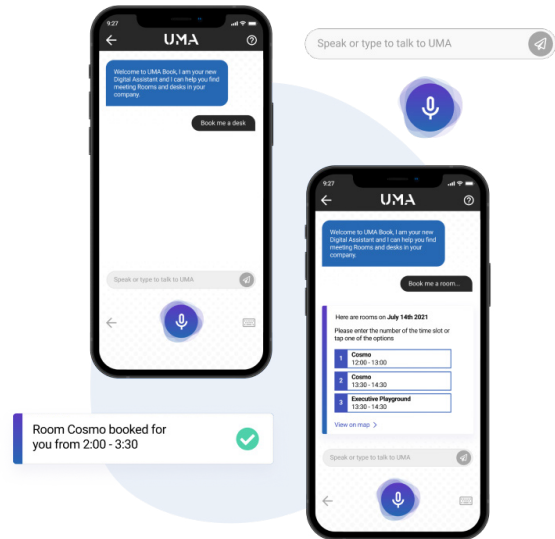 9:27
UMA
Welcome to UMA Book, I am your new
Digital Assistant and I can help you find
meeting Rooms and desks in your
company.
Book me a desk
Speak or type to talk to UMA
Speak or type to talk to UMA
9:27
UMA
Welcome to UMA Book, I am your new
Digital Assistant and I can help you find
meeting Rooms and desks in your
company.
Book me a room...
Here are rooms on July 14th 2021
Please enter the number of the time slot or
tap one of the options
1 Cosmo
12:00 - 13:00
2 Cosmo
13:30 - 14:30
3 Executive Playground
13:30 - 14:30
View on map >
Speak or type to talk to UMA
Room Cosmo booked for
you from 2:00 - 3:30